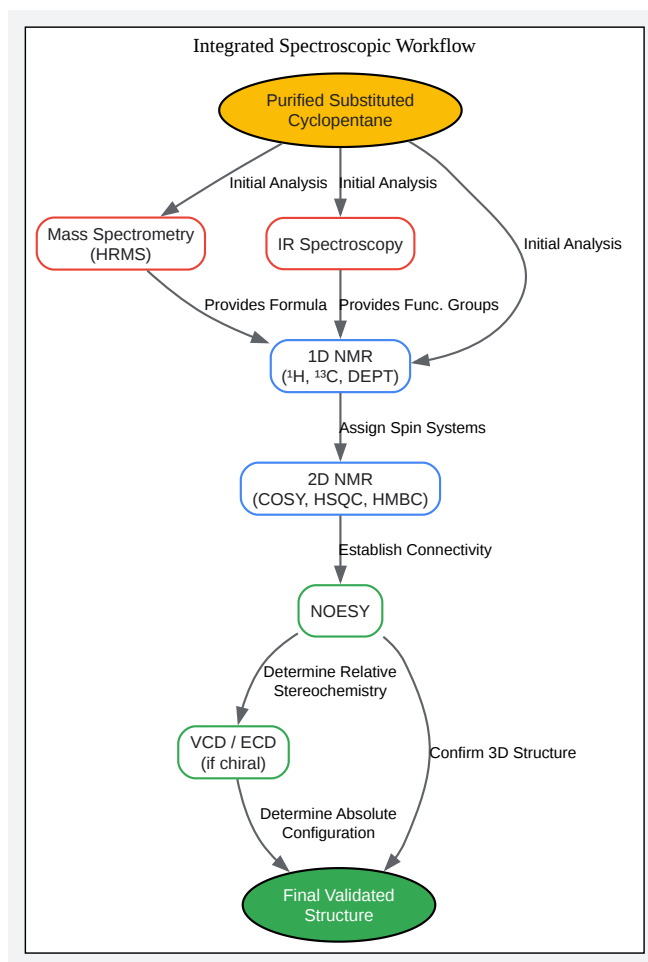 Integrated Spectroscopic Workflow
Purified Substituted
Cyclopentane
Initial Analysis
Initial Analysis
Initial Analysis
Mass Spectrometry
(HRMS)
IR Spectroscopy
Provides Formula
Provides Func. Groups
1D NMR
(¹H, ¹³C, DEPT)
Assign Spin Systems
2D NMR
(COSY, HSQC, HMBC)
Establish Connectivity
NOESY
Determine Relative
Stereochemistry
VCD / ECD
(if chiral)
Confirm 3D Structure
Determine Absolute
Configuration
Final Validated
Structure